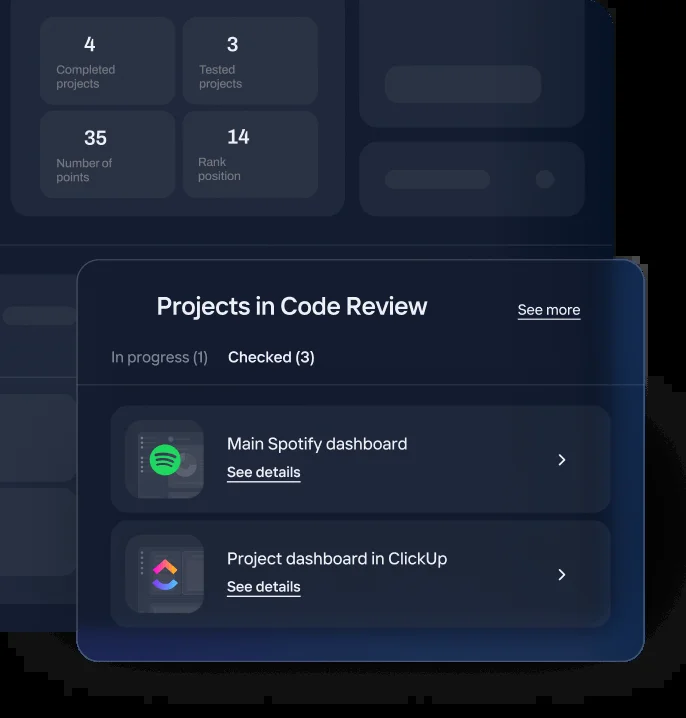 4
Completed
projects
3
Tested
projects
35
Number of
points
14
Rank
position
Projects in Code Review
See more
In progress (1)
Checked (3)
Main Spotify dashboard
See details
Project dashboard in ClickUp
See details